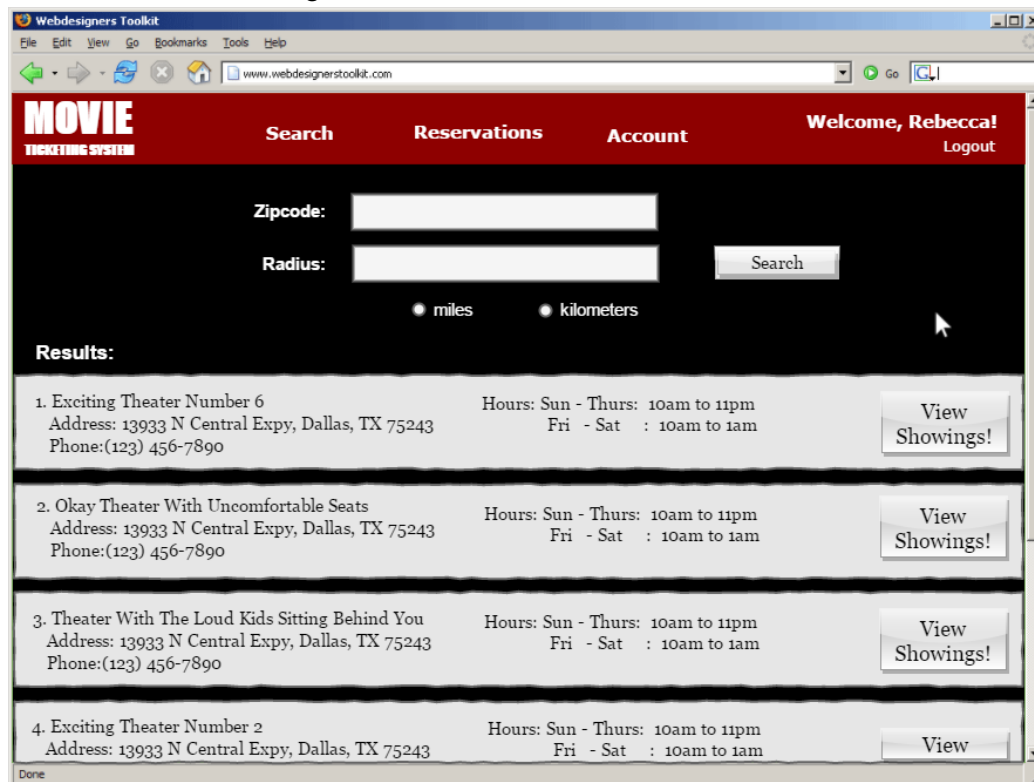 Webdesigners Toolkit
File Edit View Go Bookmarks Tools Help
www.webdesignerstoolkit.com Go G
MOVIE
TICKETING SYSTEM
Search Reservations Account
Welcome, Rebecca!
Logout
Zipcode:
Radius:
Search
miles kilometers
Results:
1. Exciting Theater Number 6
Address: 13933 N Central Expy, Dallas, TX 75243
Phone:(123) 456-7890
Hours: Sun - Thurs: 10am to 11pm
Fri - Sat : 10am to 1am
View
Showings!
2. Okay Theater With Uncomfortable Seats
Address: 13933 N Central Expy, Dallas, TX 75243
Phone:(123) 456-7890
Hours: Sun - Thurs: 10am to 11pm
Fri - Sat : 10am to 1am
View
Showings!
3. Theater With The Loud Kids Sitting Behind You
Address: 13933 N Central Expy, Dallas, TX 75243
Phone:(123) 456-7890
Hours: Sun - Thurs: 10am to 11pm
Fri - Sat : 10am to 1am
View
Showings!
4. Exciting Theater Number 2
Address: 13933 N Central Expy, Dallas, TX 75243
Hours: Sun - Thurs: 10am to 11pm
Fri - Sat : 10am to 1am
View
Done